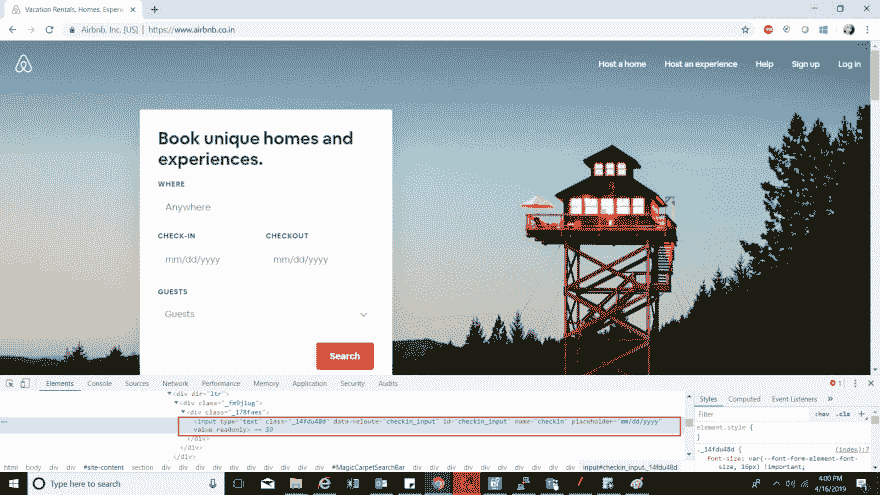 Vacation Rentals, Homes, Experie
Airbnb, Inc. [US] | https://www.airbnb.co.in
Host a home Host an experience Help Sign up Log in
Book unique homes and
experiences.
WHERE
Anywhere
CHECK-IN CHECKOUT
mm/dd/yyyy mm/dd/yyyy
GUESTS
Guests
Search
Elements Console Sources Network Performance Memory Application Security Audits 1
<div dir="ltr">
<div class="_fm9j1ug">
<div class="_178faes">
<input type="text" class="_14fdu48d" data-veloute="checkin_input" id="checkin_input" name="checkin" placeholder="mm/dd/yyyy"
value readonly> == $0
</div>
</div>
</div>
Styles Computed Event Listeners »
Filter :hov .cls +
element.style {
}
._14fdu48d { (index):7
font-size: var(--font-form-element-font-
size, 16px) !important;
html body div div #site-content section div div div div div #MagicCarpetSearchBar div div div div div div div div div input#checkin_input._14fdu48d
Type here to search
4:00 PM
4/16/2019